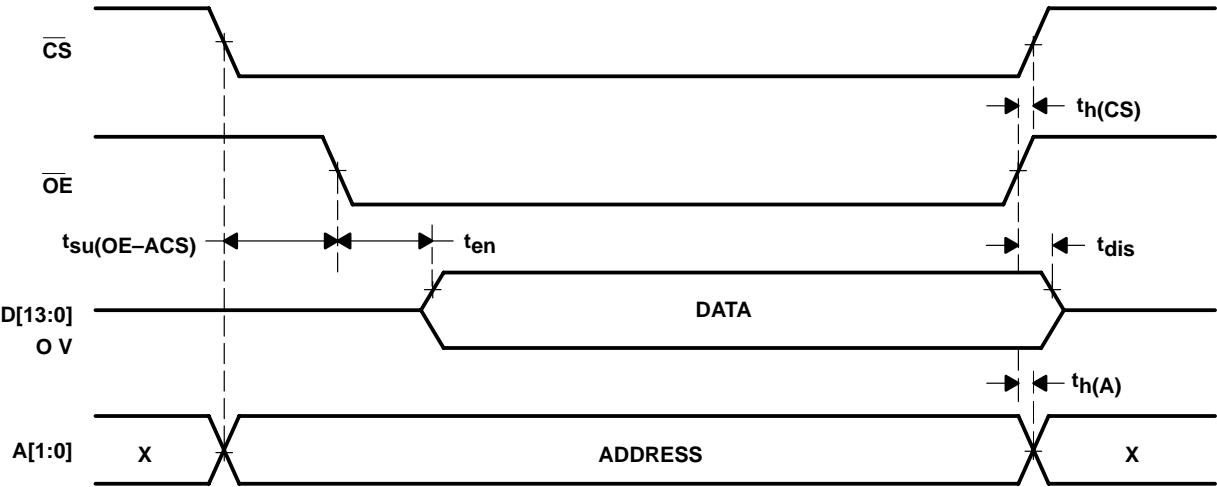 CS
th(CS)
OE
tsu(OE–ACS)
ten
tdis
D[13:0]
DATA
O V
th(A)
A[1:0]
X
ADDRESS
X